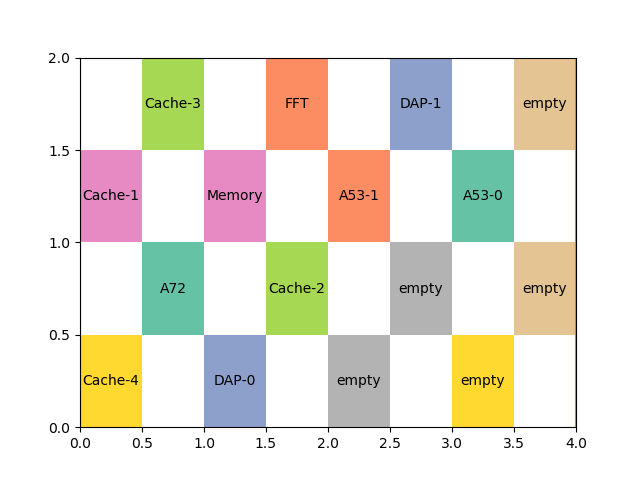 2.0
Cache-3 FFT DAP-1 empty
1.5
Cache-1 Memory A53-1 A53-0
1.0
A72 Cache-2 empty empty
0.5
Cache-4 DAP-0 empty empty
0.0
0.0 0.5 1.0 1.5 2.0 2.5 3.0 3.5 4.0